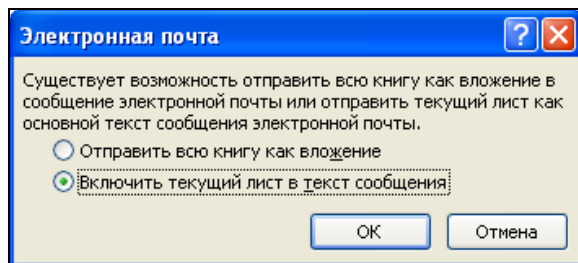 Электронная почта
Существует возможность отправить всю книгу как вложение в
сообщение электронной почты или отправить текущий лист как
основной текст сообщения электронной почты.
Отправить всю книгу как вложение
Включить текущий лист в текст сообщения
ОК Отмена